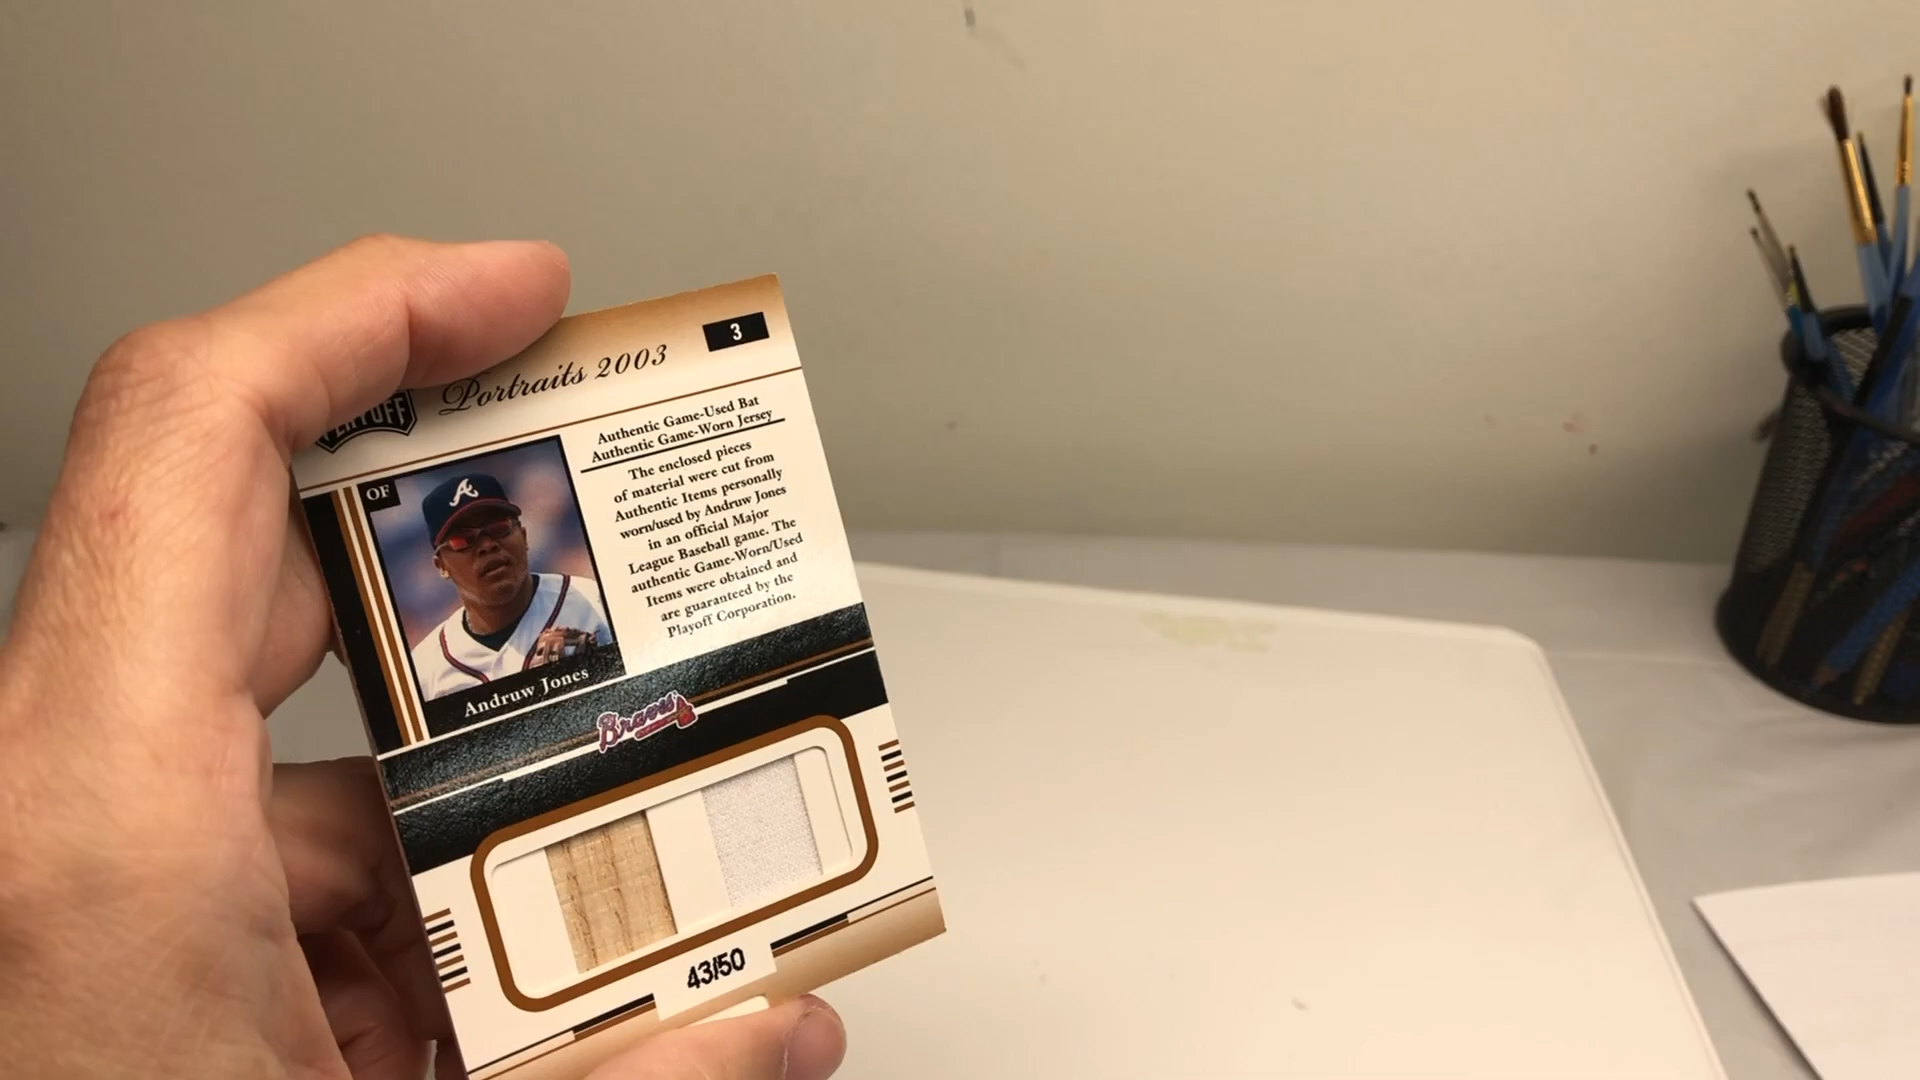 3
Portraits 2003
PLAYOFF
Authentic Game-Used Bat
Authentic Game-Worn Jersey
The enclosed pieces
of material were cut from
Authentic Items personally
worn/used by Andruw Jones
in an official Major
League Baseball game. The
authentic Game-Worn/Used
Items were obtained and
are guaranteed by the
Playoff Corporation.
OF
A
Andruw Jones
Braves
43/50